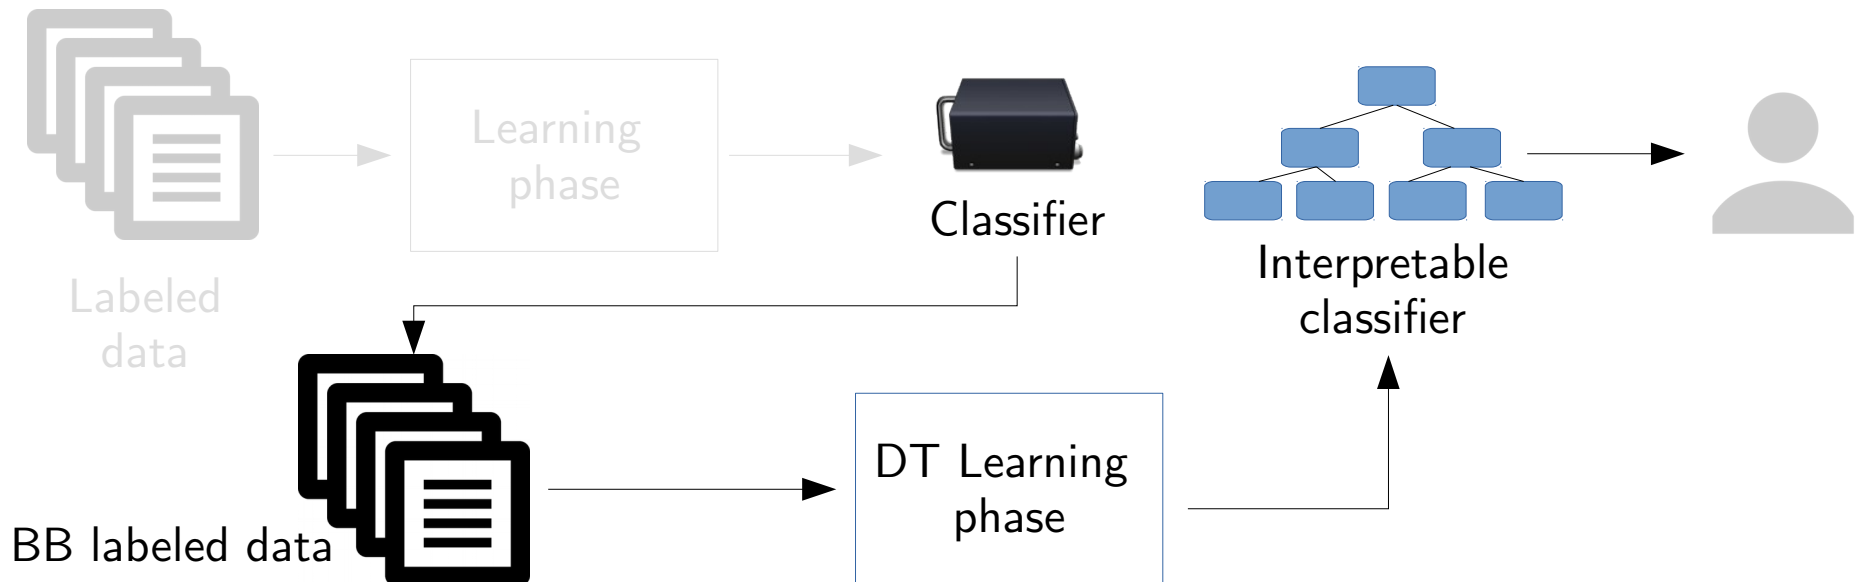 Learning
phase
Classifier
Labeled
data
Interpretable
classifier
BB labeled data
DT Learning
phase